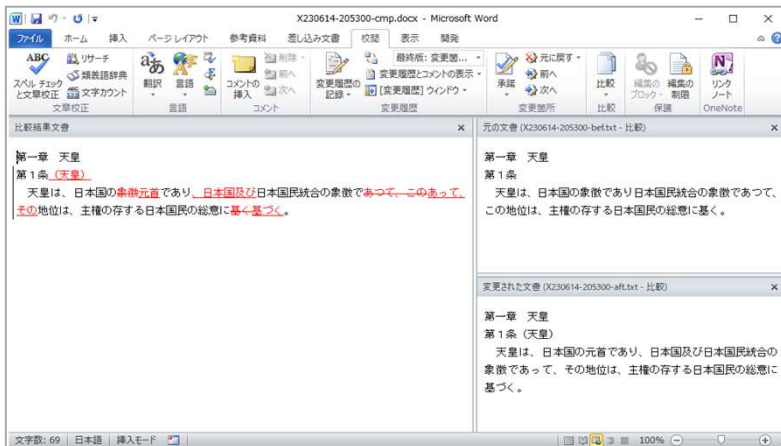 X230614-205300-cmp.docx - Microsoft Word
ファイル ホーム 挿入 ページ レイアウト 参考資料 差し込み文書 校閲 表示 開発
ABC
スペル チェック
と文章校正
リサーチ
類義語辞典
文字カウント
文章校正
あぁ
翻訳
言語
言語
コメントの
挿入
削除
前へ
次へ
コメント
変更履歴の
記録
最終版: 変更箇...
変更履歴とコメントの表示
[変更履歴] ウィンドウ
変更履歴
承諾
元に戻す
前へ
次へ
変更箇所
比較
比較
編集の
ブロック
編集の
制限
保護
リンク
ノート
OneNote
比較結果文書
第一章 天皇
第1条(天皇)
天皇は、日本国の象徴元首であり、日本国及び日本国民統合の象徴であつて、このあって、
その地位は、主権の存する日本国民の総意に基く基づく。
元の文書 (X230614-205300-bef.txt - 比較)
第一章 天皇
第1条
天皇は、日本国の象徴であり日本国民統合の象徴であつて、
この地位は、主権の存する日本国民の総意に基く。
変更された文書 (X230614-205300-aft.txt - 比較)
第一章 天皇
第1条(天皇)
天皇は、日本国の元首であり、日本国及び日本国民統合の
象徴であって、その地位は、主権の存する日本国民の総意に
基づく。
文字数: 69 日本語 挿入モード 100%